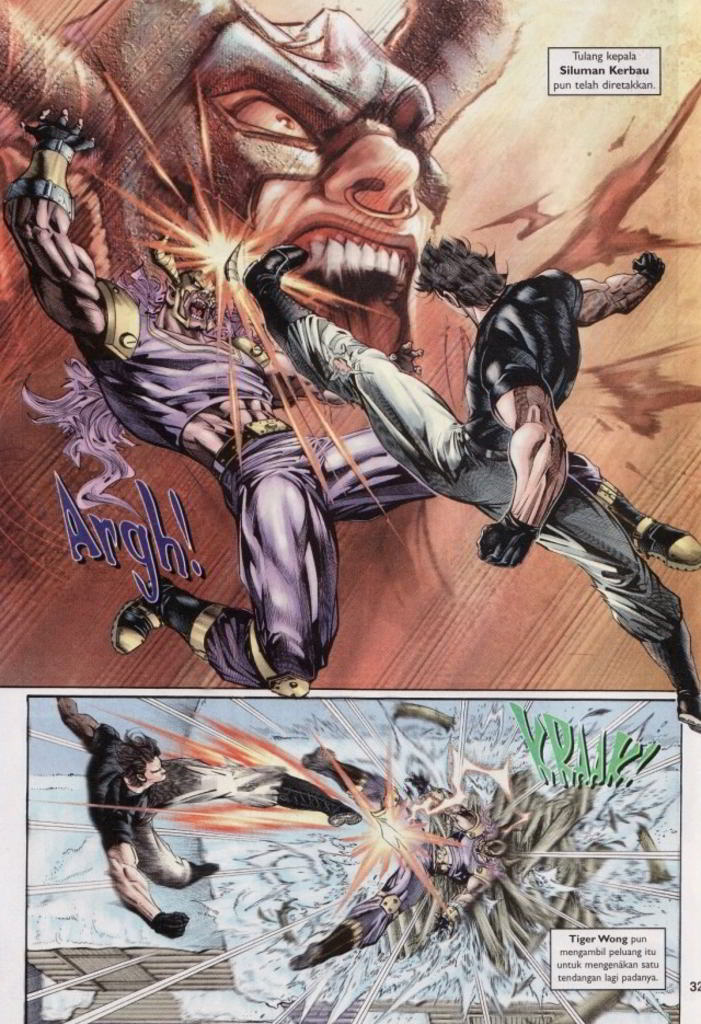 Tulang kepala
Siluman Kerbau
pun telah diretakkan.
Argh!
KRAAK!
Tiger Wong pun
mengambil peluang itu
untuk mengenakan satu
tendangan lagi padanya.
32